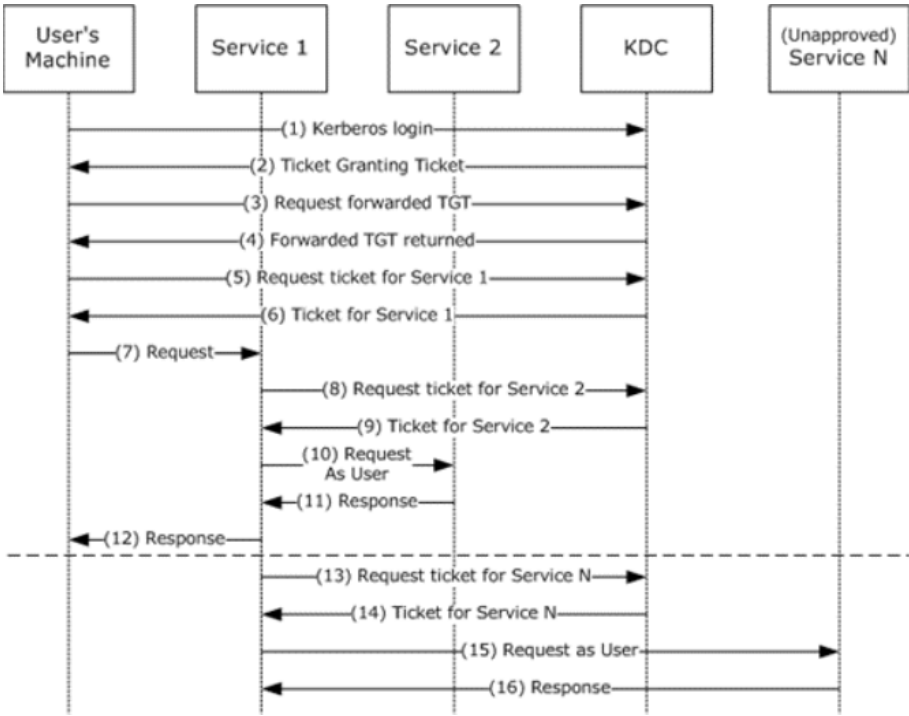 User's
Machine
Service 1
Service 2
KDC
(Unapproved)
Service N
(1) Kerberos login
(2) Ticket Granting Ticket
(3) Request forwarded TGT
(4) Forwarded TGT returned
(5) Request ticket for Service 1
(6) Ticket for Service 1
(7) Request
(8) Request ticket for Service 2
(9) Ticket for Service 2
(10) Request
As User
(11) Response
(12) Response
(13) Request ticket for Service N
(14) Ticket for Service N
(15) Request as User
(16) Response